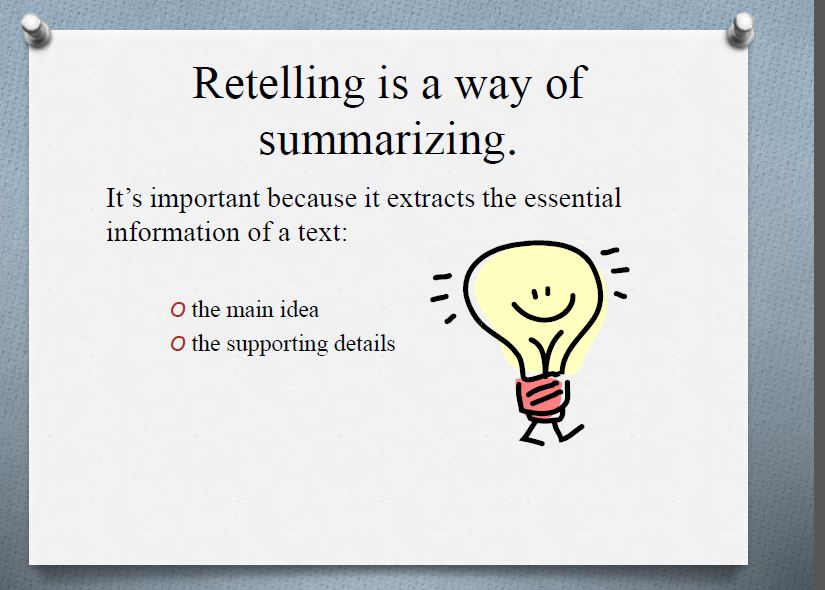 Retelling is a way of
summarizing.
It’s important because it extracts the essential
information of a text:
O the main idea
O the supporting details